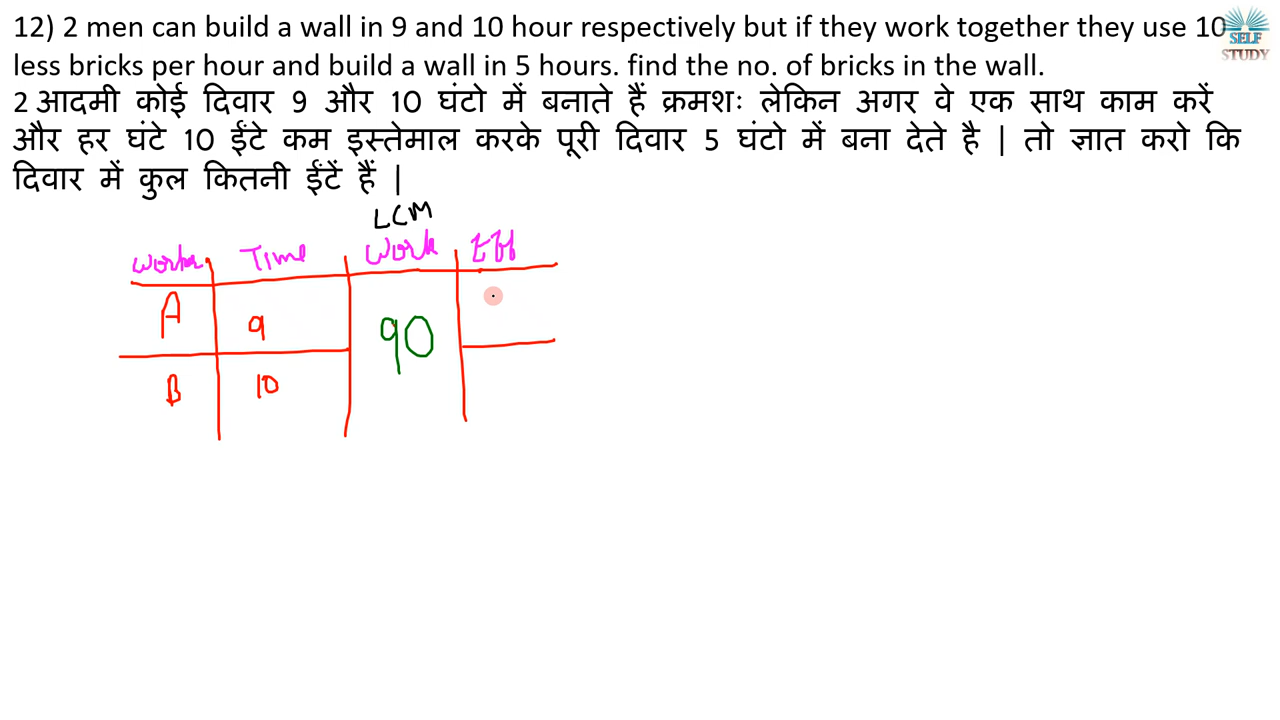 12) 2 men can build a wall in 9 and 10 hour respectively but if they work together they use 10
less bricks per hour and build a wall in 5 hours. find the no. of bricks in the wall.
2 आदमी कोई दिवार 9 और 10 घंटो में बनाते हैं क्रमशः लेकिन अगर वे एक साथ काम करें
और हर घंटे 10 ईंटे कम इस्तेमाल करके पूरी दिवार 5 घंटो में बना देते है | तो ज्ञात करो कि
दिवार में कुल कितनी ईंटें हैं |
SELF
STUDY
LCM
Time Work Eff
A 9 90
B 10